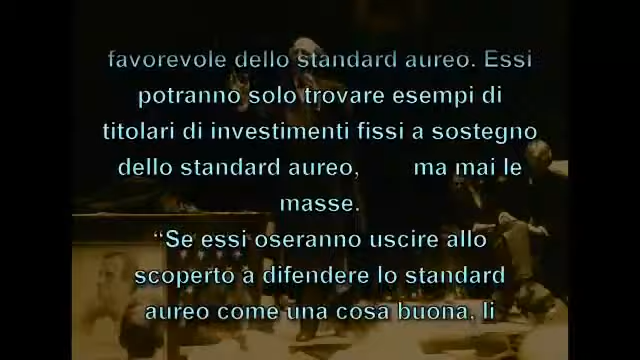 favorevole dello standard aureo. Essi
potranno solo trovare esempi di
titolari di investimenti fissi a sostegno
dello standard aureo, ma mai le
masse.
“Se essi oseranno uscire allo
scoperto a difendere lo standard
aureo come una cosa buona, li